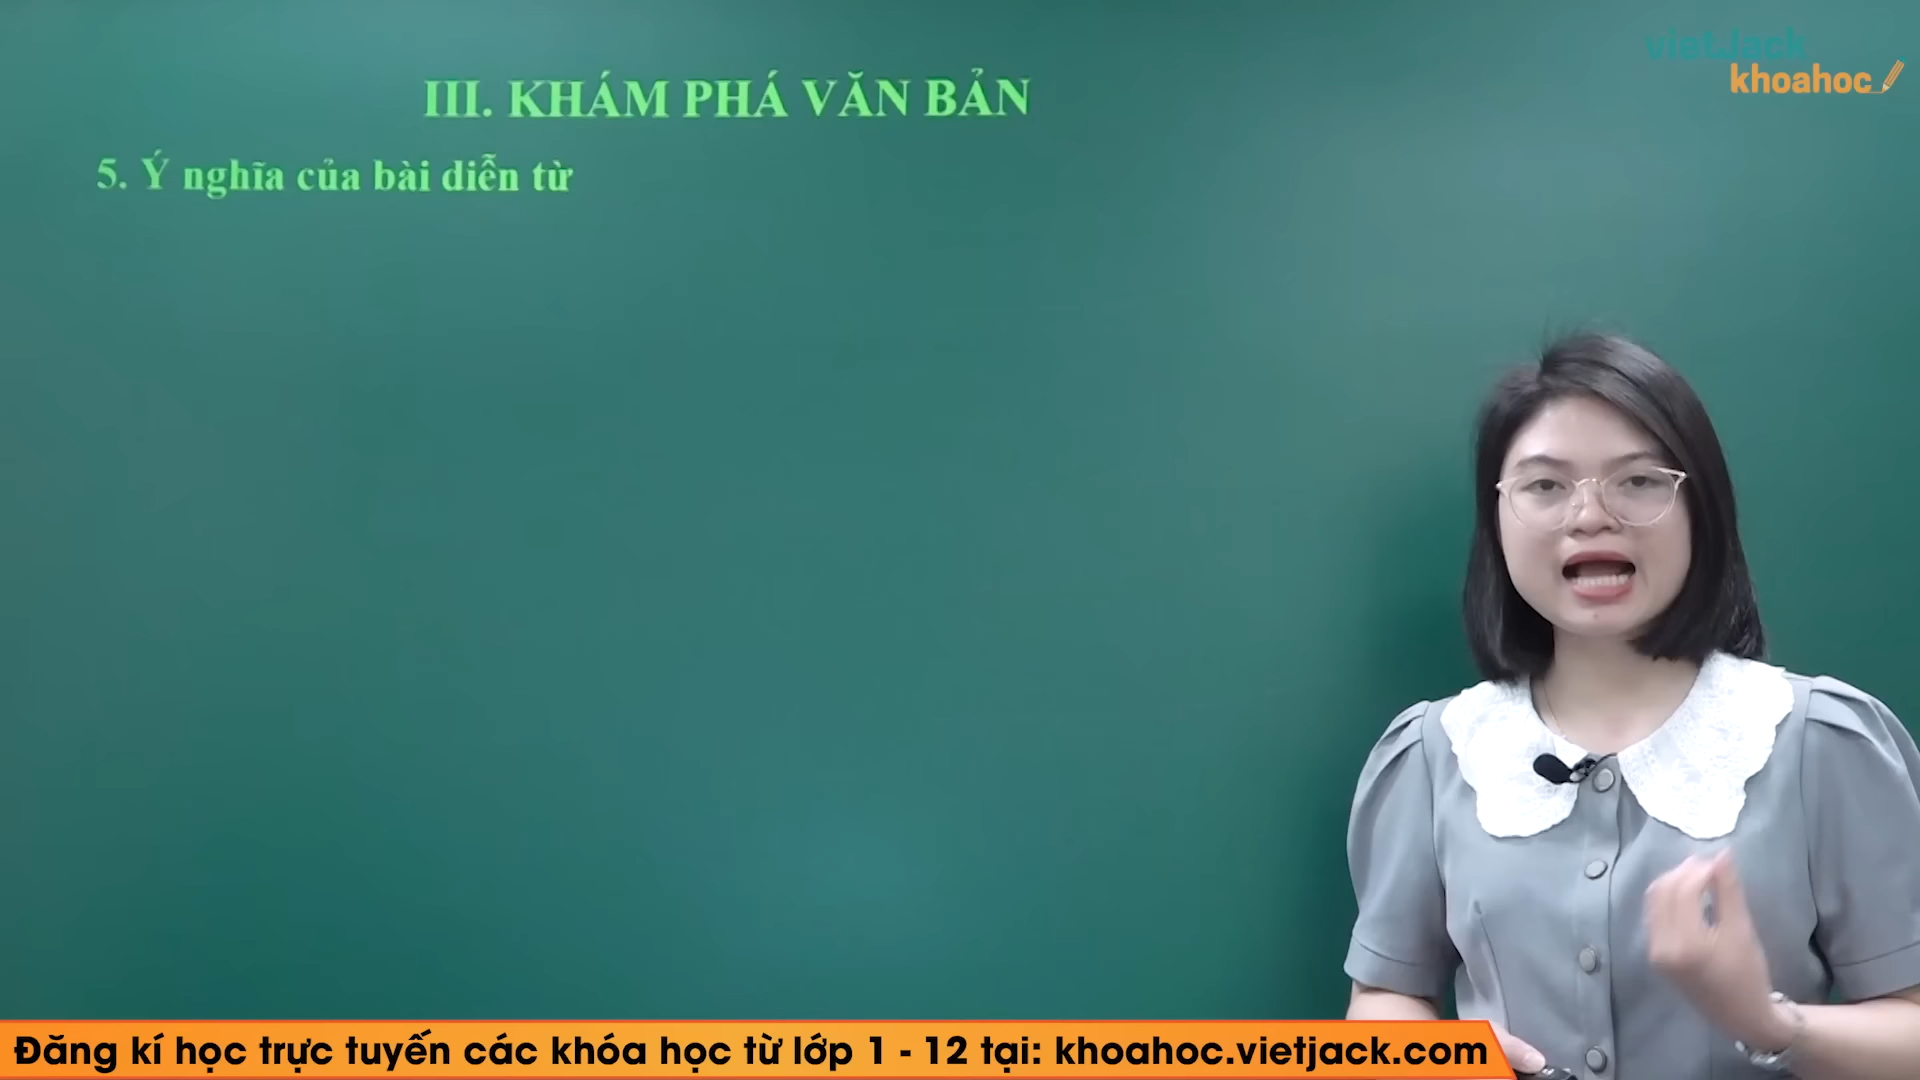 vietJack
khoahoc
III. KHÁM PHÁ VĂN BẢN
5. Ý nghĩa của bài diễn từ
Đăng kí học trực tuyến các khóa học từ lớp 1 - 12 tại: khoahoc.vietjack.com